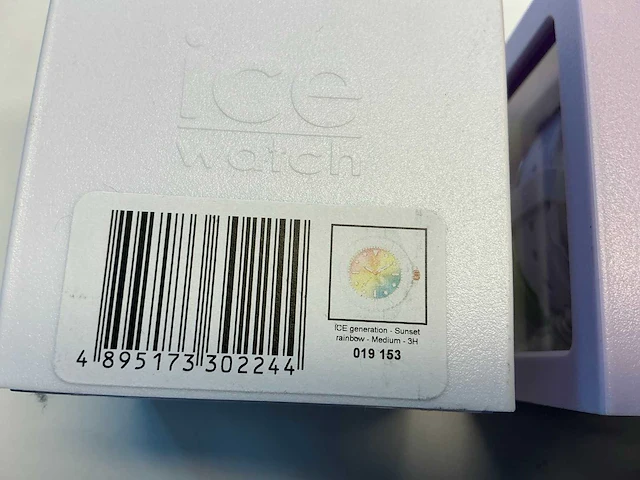 ice
watch
ICE generation - Sunset
rainbow - Medium - 3H
019 153
4 895173 302244